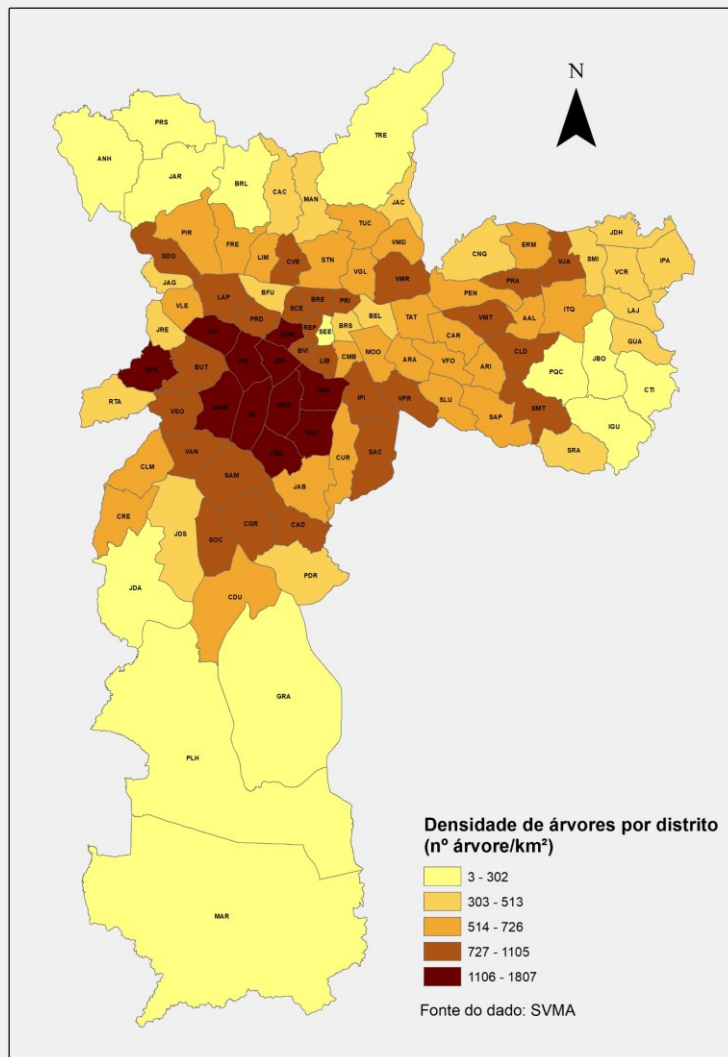 N
TRE
PRS
ANH
JAR
BRL
CAC
MAN
JAC
PIR
FRE
LIM
CVE
STN
TUC
VMD
VGL
VMR
SDO
JAG
VLE
LAP
BFU
PRD
SCE
BRE
PRI
REP
SEE
BRS
BEL
BVI
LIB
CMB
MOO
TAT
CAR
ARA
VFO
ARI
PEN
CNG
ERM
VJA
PRA
VMT
AAL
ITQ
SMI
JDH
VCR
IPA
LAJ
GUA
CLD
PQC
JBO
CTI
IGU
SMT
SRA
SAP
SLU
VPR
IPI
SAC
CUR
JAB
JRE
RTA
BUT
VSO
VAN
CLM
CRE
SAM
CGR
SOC
CAD
JDS
JDA
PDR
CDU
GRA
PLH
MAR
Densidade de árvores por distrito
(nº árvore/km²)
3 - 302
303 - 513
514 - 726
727 - 1105
1106 - 1807
Fonte do dado: SVMA